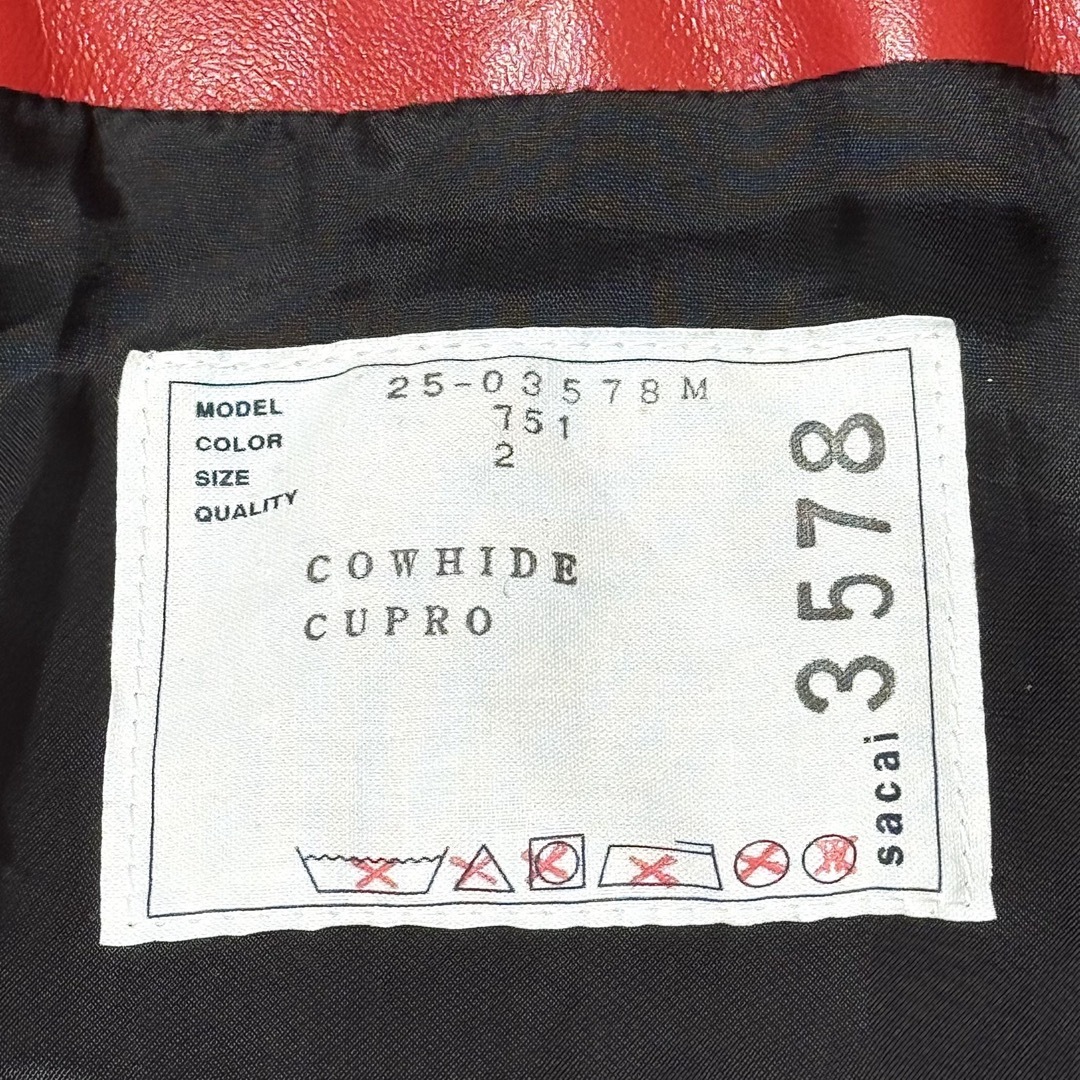 MODEL 25-03578M
COLOR 751
SIZE 2
QUALITY
COWHIDE
CUPRO
sacai 3578